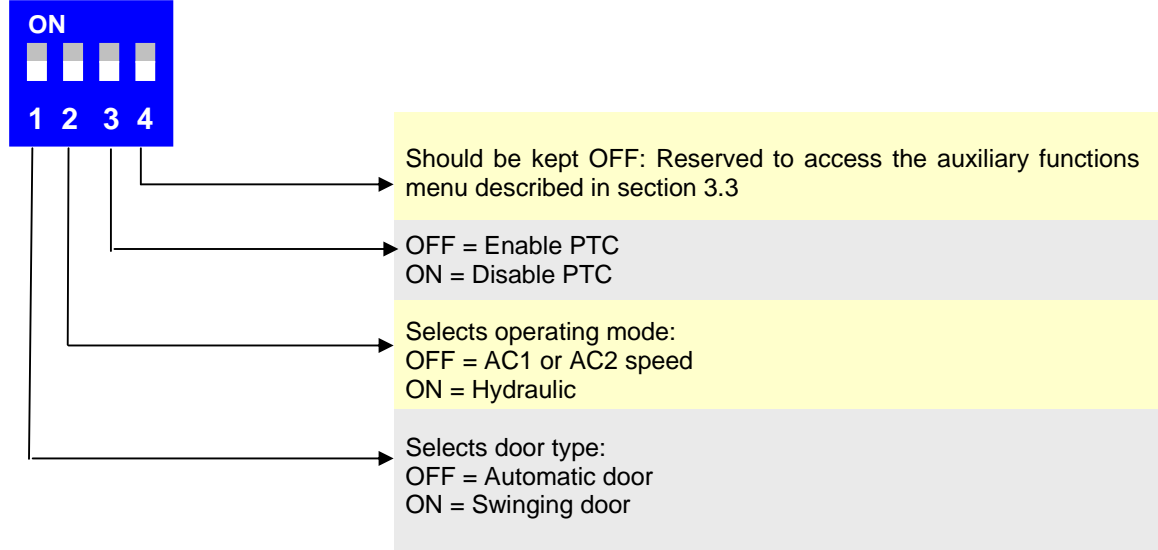 ON
1 2 3 4
Should be kept OFF: Reserved to access the auxiliary functions
menu described in section 3.3
OFF = Enable PTC
ON = Disable PTC
Selects operating mode:
OFF = AC1 or AC2 speed
ON = Hydraulic
Selects door type:
OFF = Automatic door
ON = Swinging door